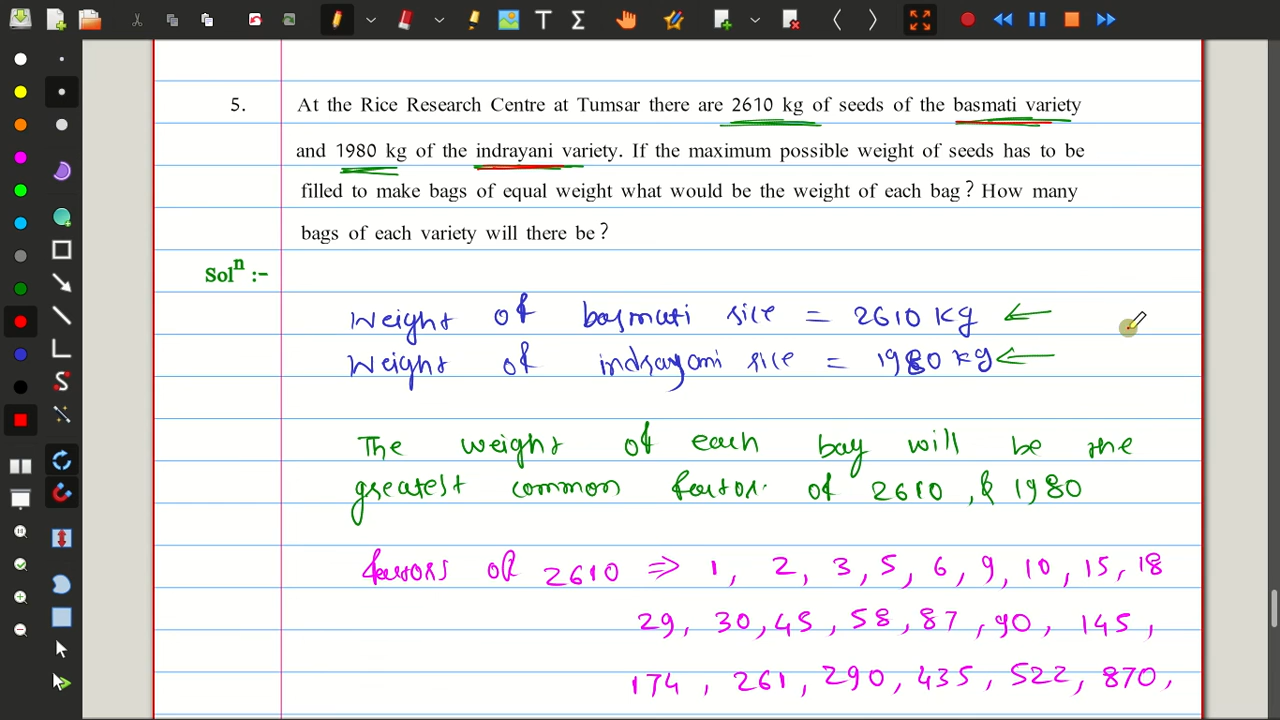 5. At the Rice Research Centre at Tumsar there are 2610 kg of seeds of the basmati variety
and 1980 kg of the indrayani variety. If the maximum possible weight of seeds has to be
filled to make bags of equal weight what would be the weight of each bag? How many
bags of each variety will there be?
Solⁿ :-
Weight of basmati rice = 2610 Kg ←
Weight of indrayani rice = 1980 kg ←
The weight of each bag will be the
greatest common factor. of 2610 , & 1980
factors of 2610 ⇒ 1, 2, 3, 5, 6, 9, 10, 15, 18
29, 30, 45, 58, 87, 90, 145,
174, 261, 290, 435, 522, 870,